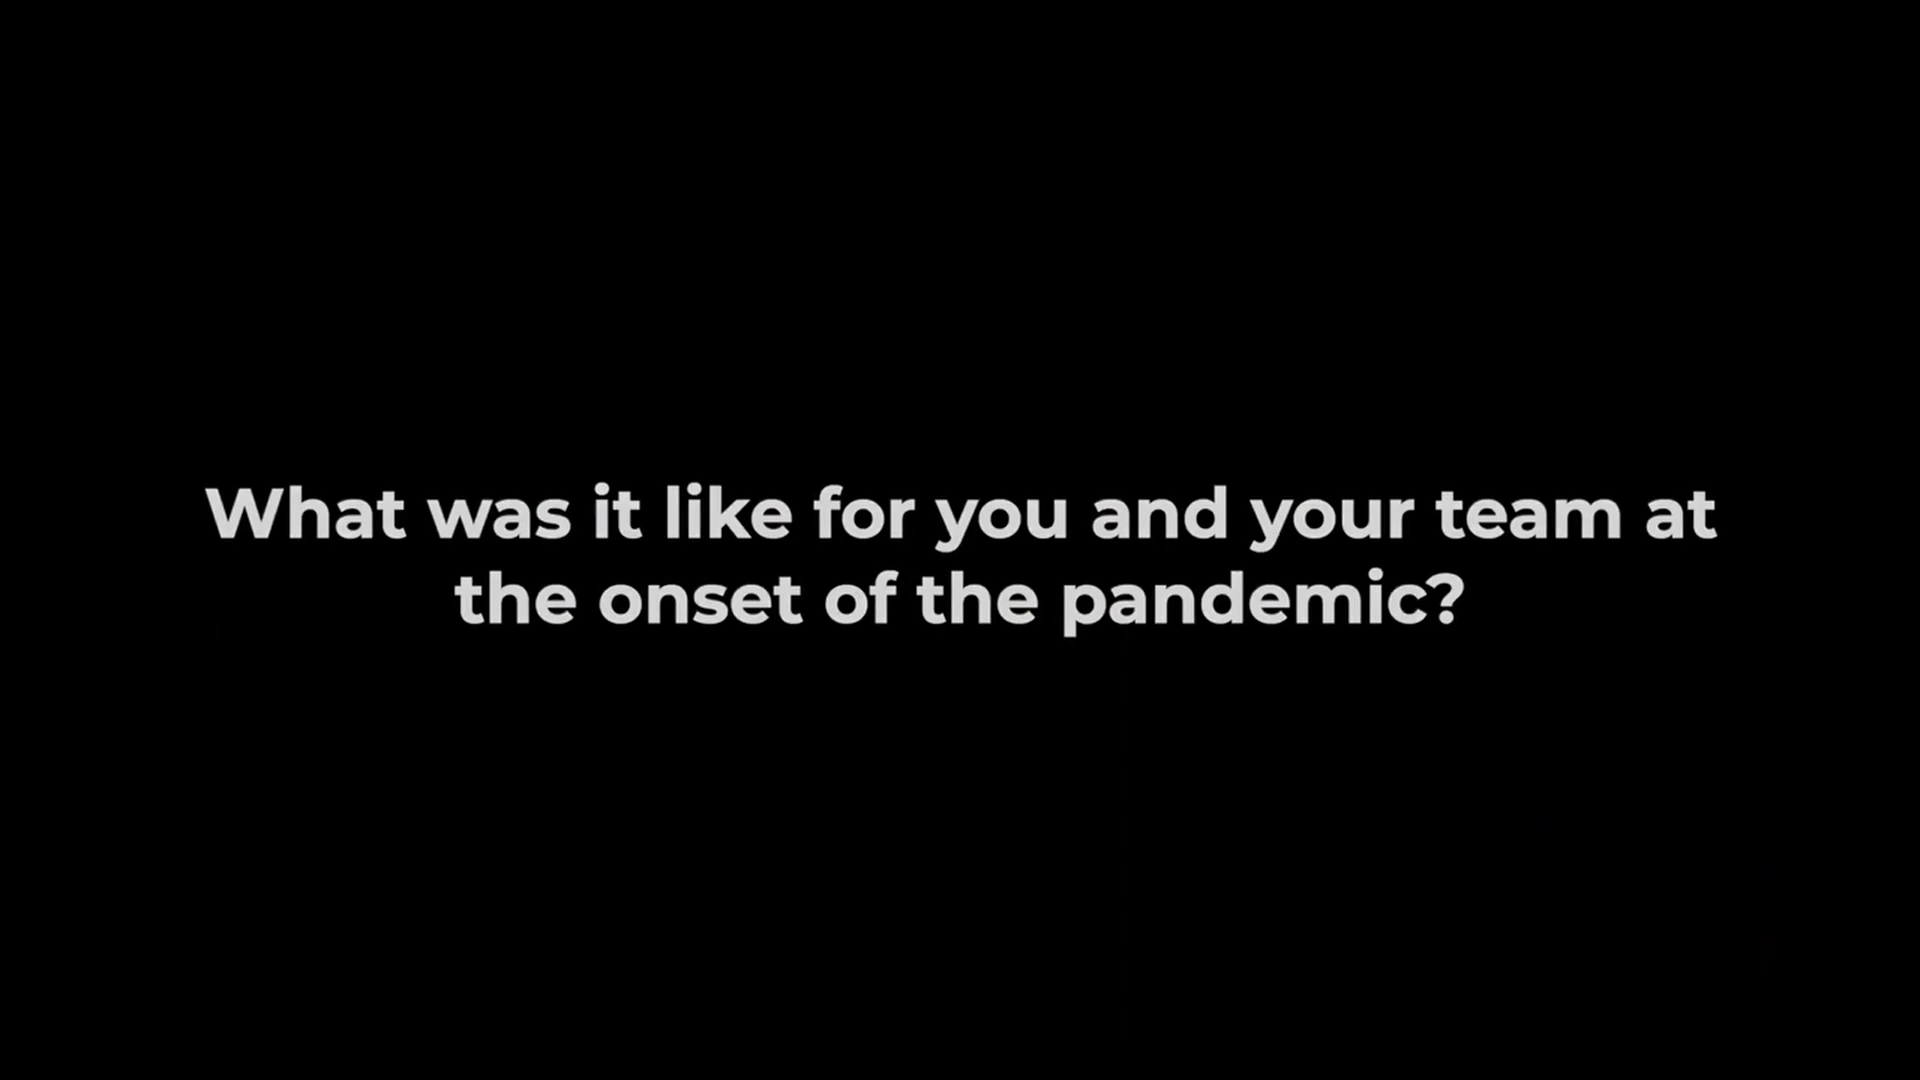 What was it like for you and your team at
the onset of the pandemic?